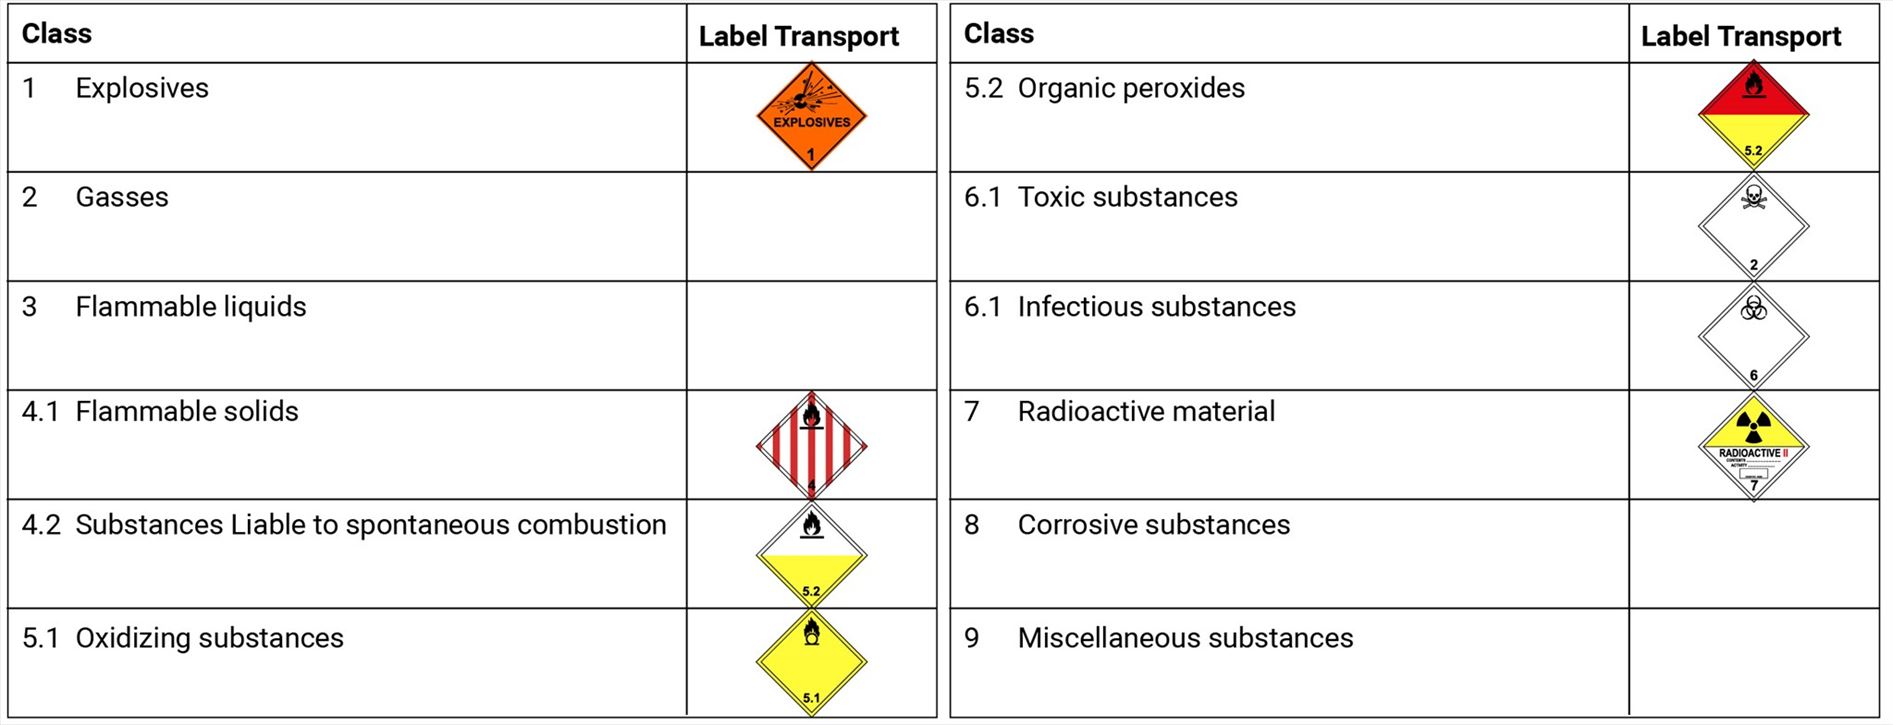 Class Label Transport
1 Explosives
EXPLOSIVES
1
2 Gasses
3 Flammable liquids
4.1 Flammable solids
4
4.2 Substances Liable to spontaneous combustion
5.2
5.1 Oxidizing substances
5.1
Class Label Transport
5.2 Organic peroxides
5.2
6.1 Toxic substances
2
6.1 Infectious substances
6
7 Radioactive material
RADIOACTIVE II
CONTENTS
ACTIVITY
7
8 Corrosive substances
9 Miscellaneous substances